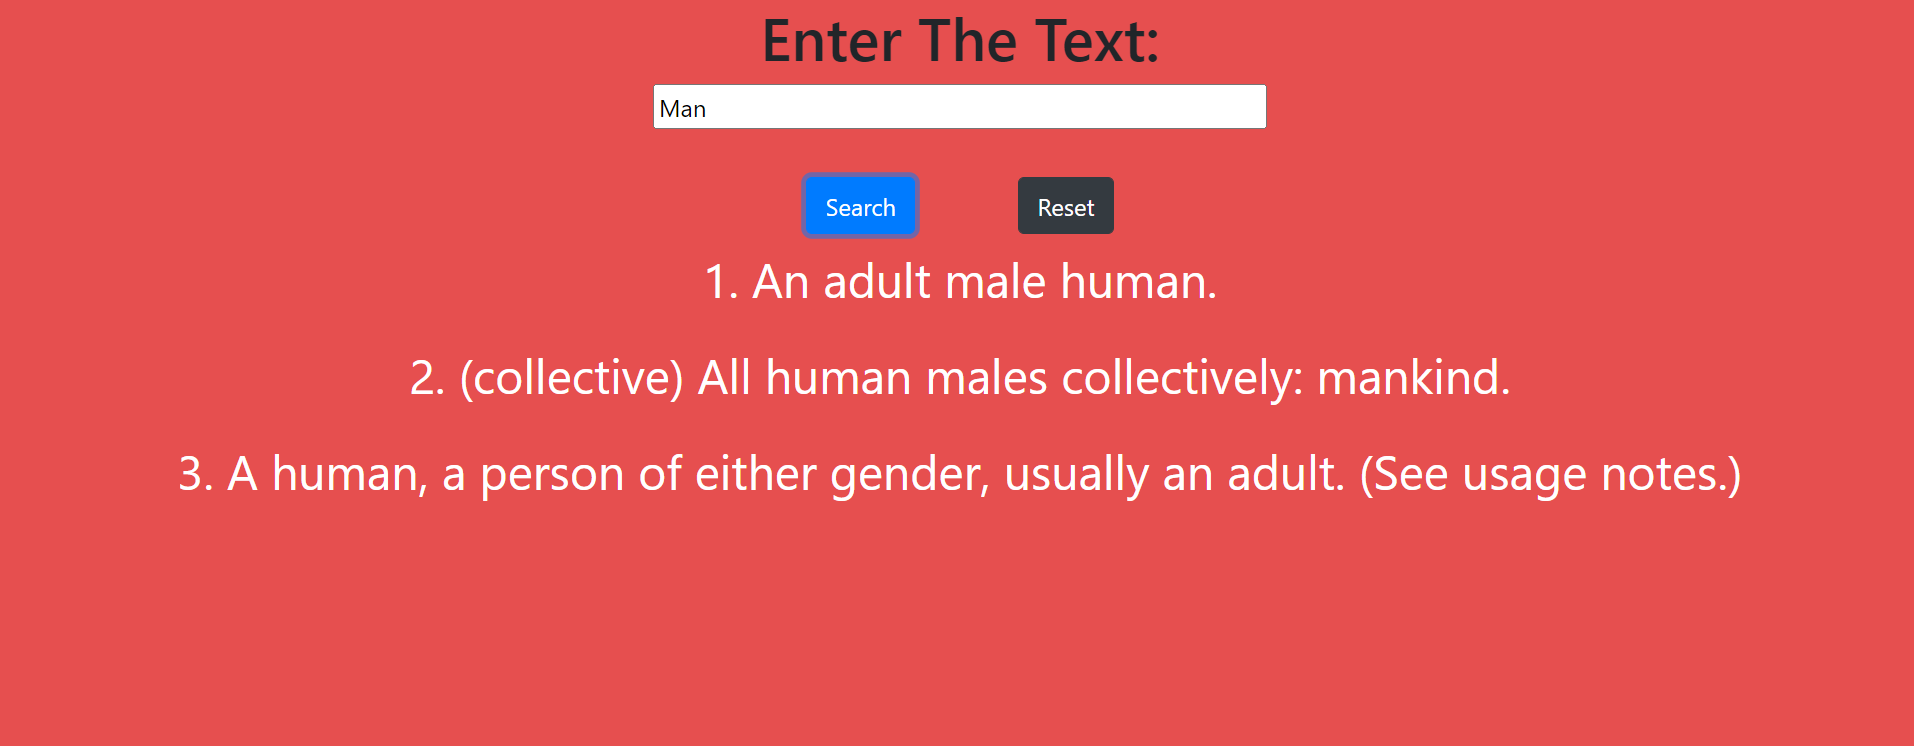 Enter The Text:
Man
Search Reset
1. An adult male human.
2. (collective) All human males collectively: mankind.
3. A human, a person of either gender, usually an adult. (See usage notes.)